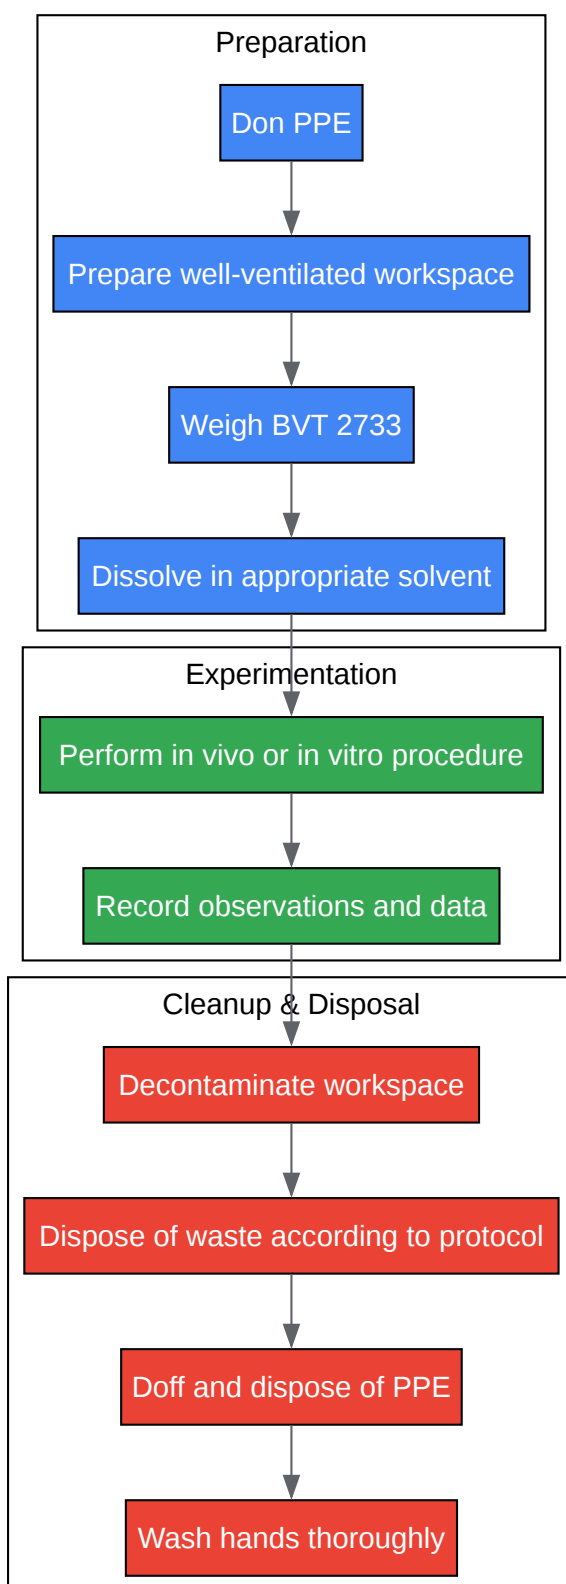 Preparation
Don PPE
Prepare well-ventilated workspace
Weigh BVT 2733
Dissolve in appropriate solvent
Experimentation
Perform in vivo or in vitro procedure
Record observations and data
Cleanup & Disposal
Decontaminate workspace
Dispose of waste according to protocol
Doff and dispose of PPE
Wash hands thoroughly